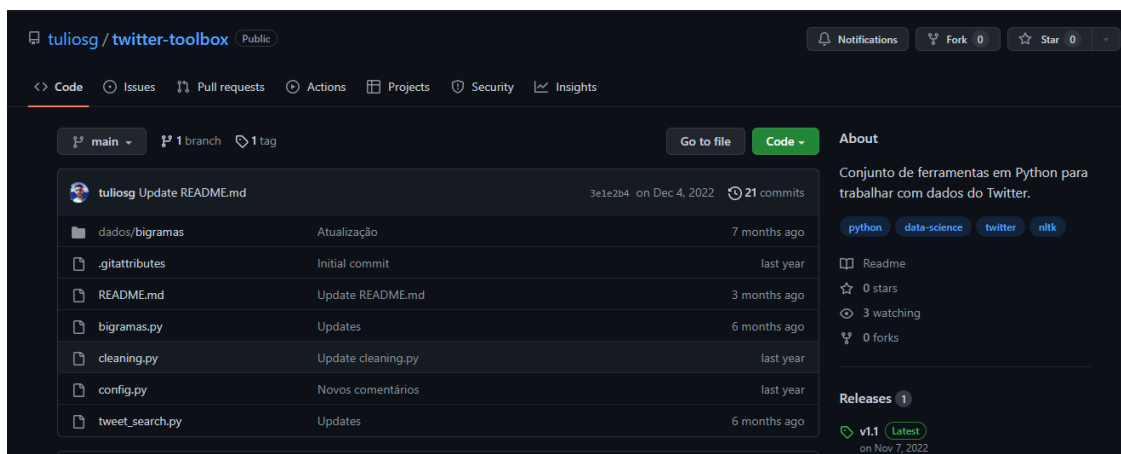 tuliosg / twitter-toolbox Public
Notifications Fork 0 Star 0
<> Code Issues Pull requests Actions Projects Security Insights
main 1 branch 1 tag Go to file Code
tuliosg Update README.md 3e1e2b4 on Dec 4, 2022 21 commits
dados/bigramas Atualização 7 months ago
.gitattributes Initial commit last year
README.md Update README.md 3 months ago
bigramas.py Updates 6 months ago
cleaning.py Update cleaning.py last year
config.py Novos comentários last year
tweet_search.py Updates 6 months ago
About
Conjunto de ferramentas em Python para
trabalhar com dados do Twitter.
python data-science twitter nltk
Readme
0 stars
3 watching
0 forks
Releases 1
v1.1 Latest
on Nov 7, 2022